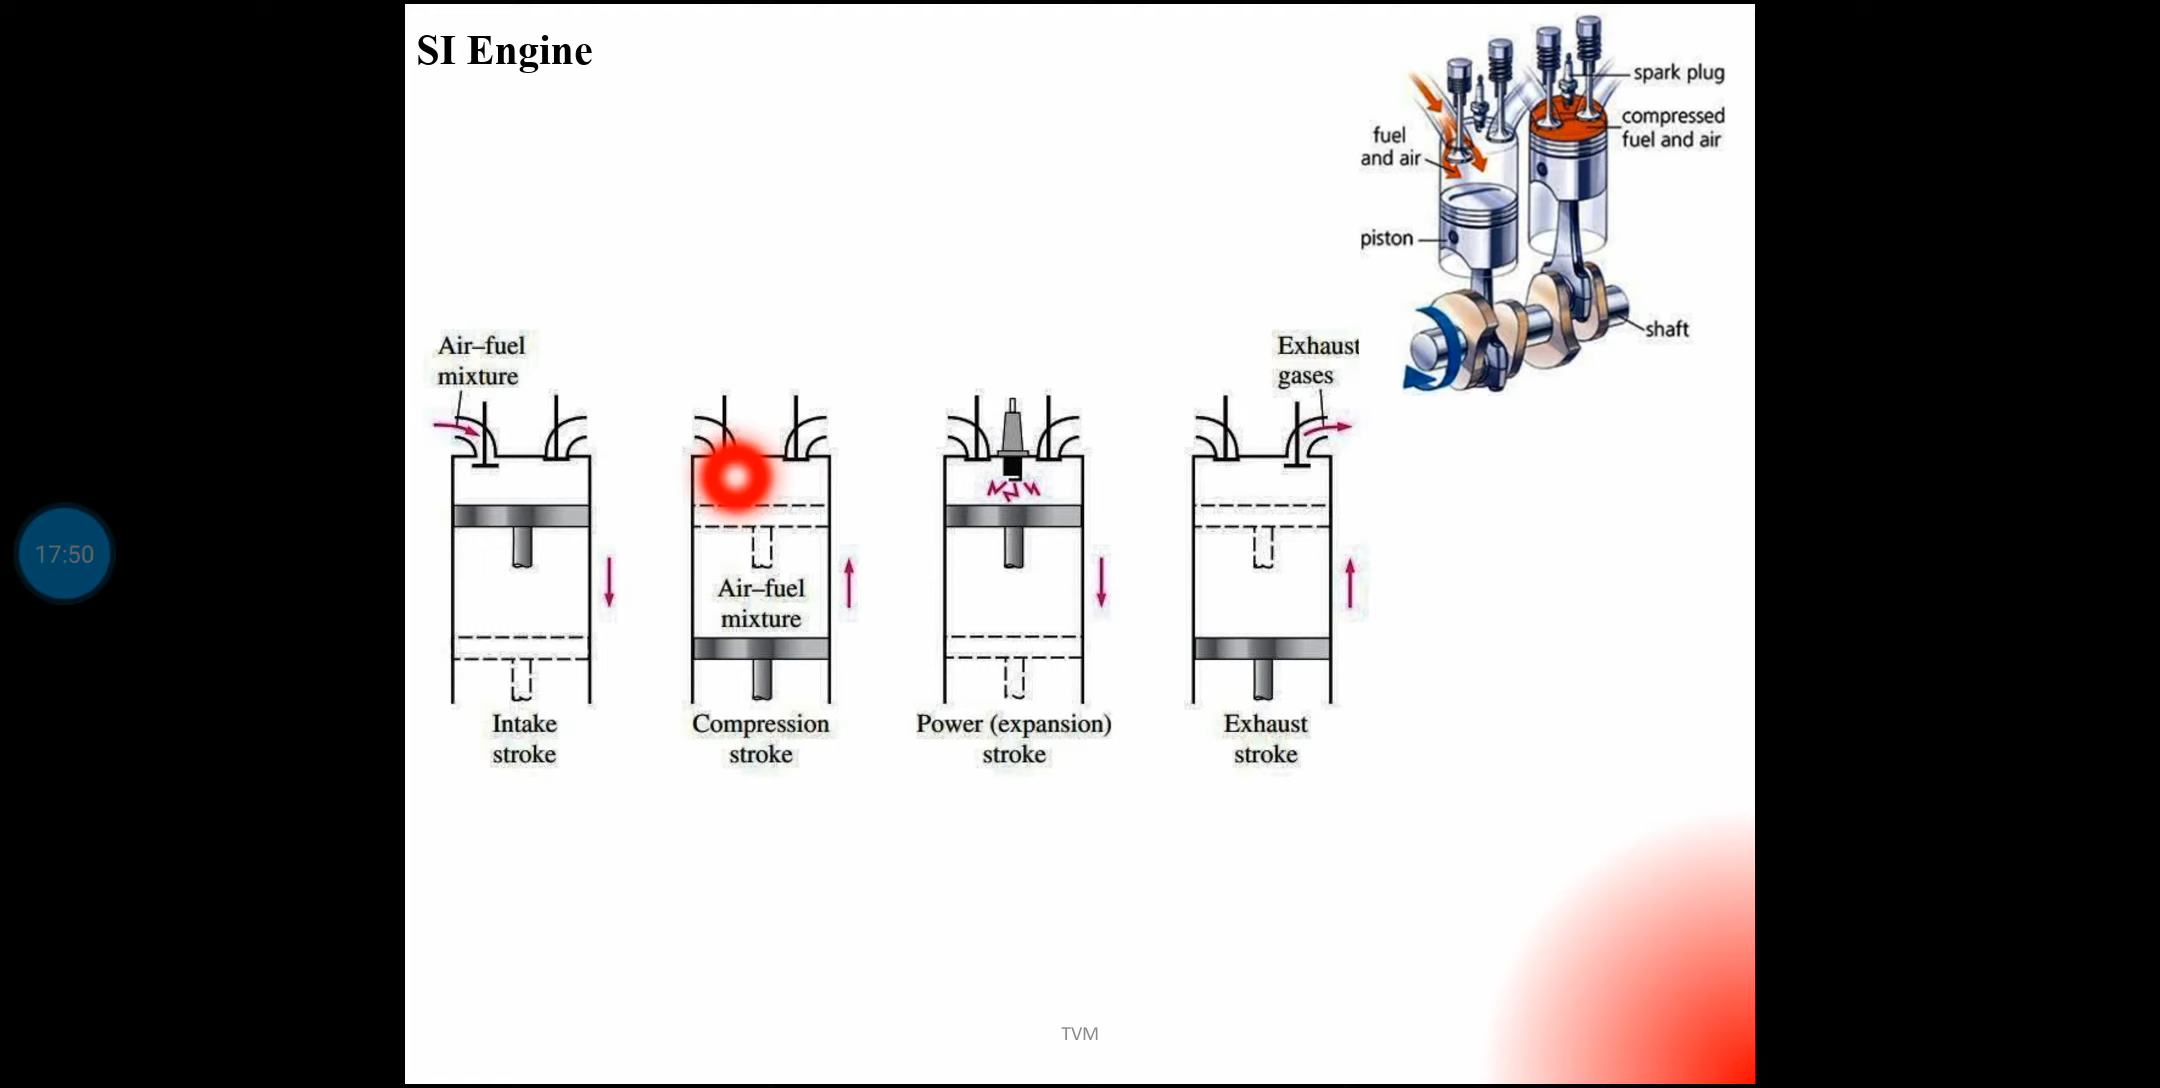 SI Engine
spark plug
compressed
fuel and air
fuel
and air
piston
shaft
Air–fuel
mixture
Exhaust
gases
17:50
Air–fuel
mixture
Intake
stroke
Compression
stroke
Power (expansion)
stroke
Exhaust
stroke
TVM